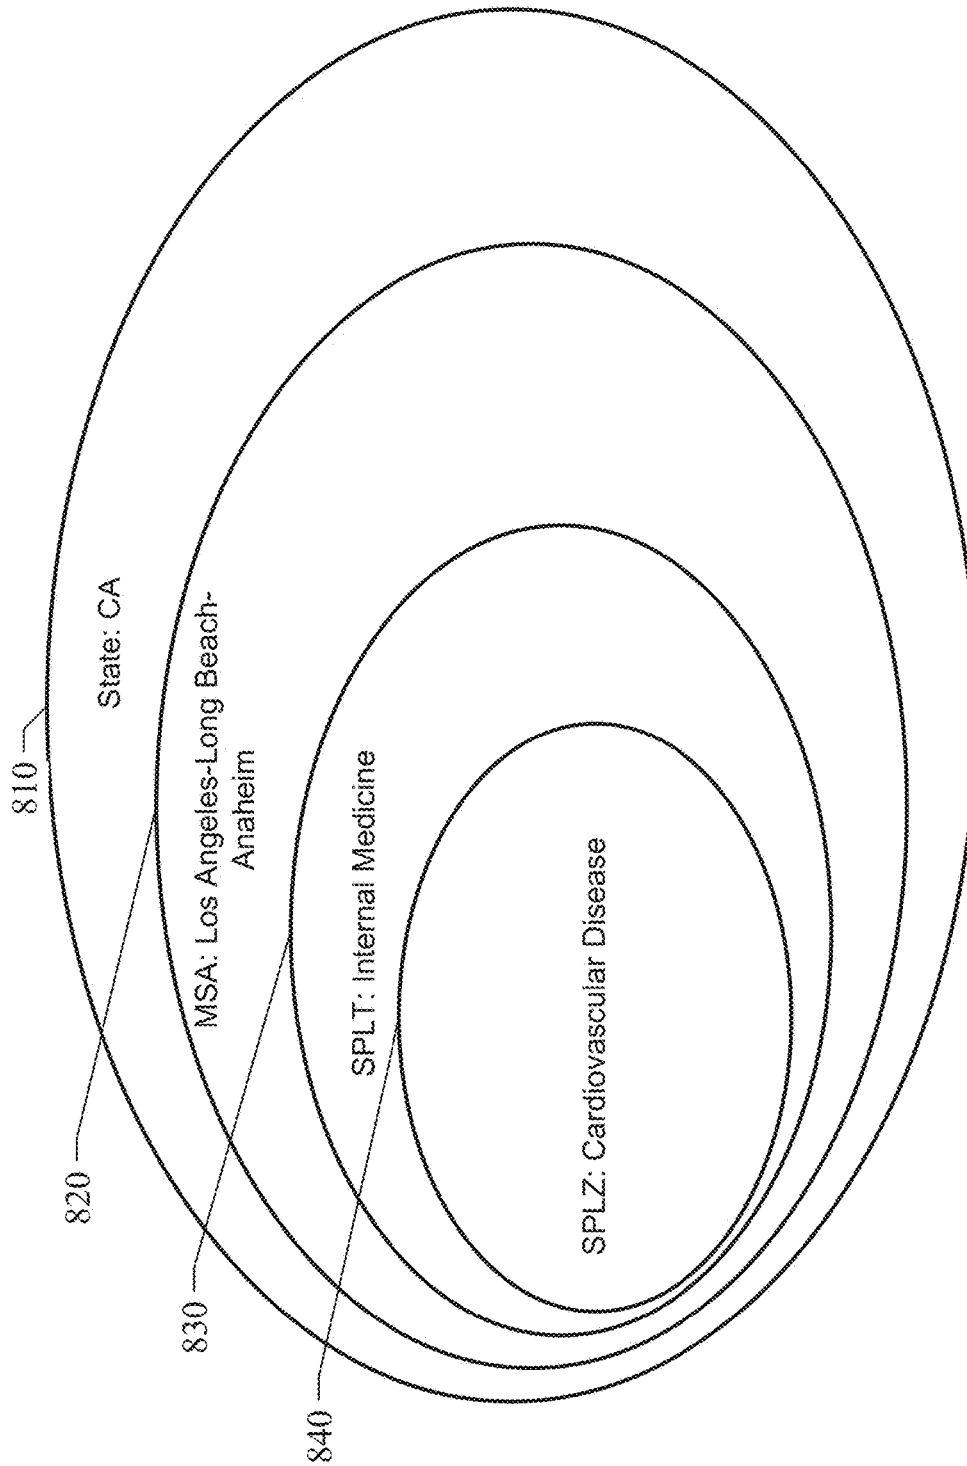 810
State: CA
820
MSA: Los Angeles-Long Beach-
Anaheim
830
SPLT: Internal Medicine
840
SPLZ: Cardiovascular Disease